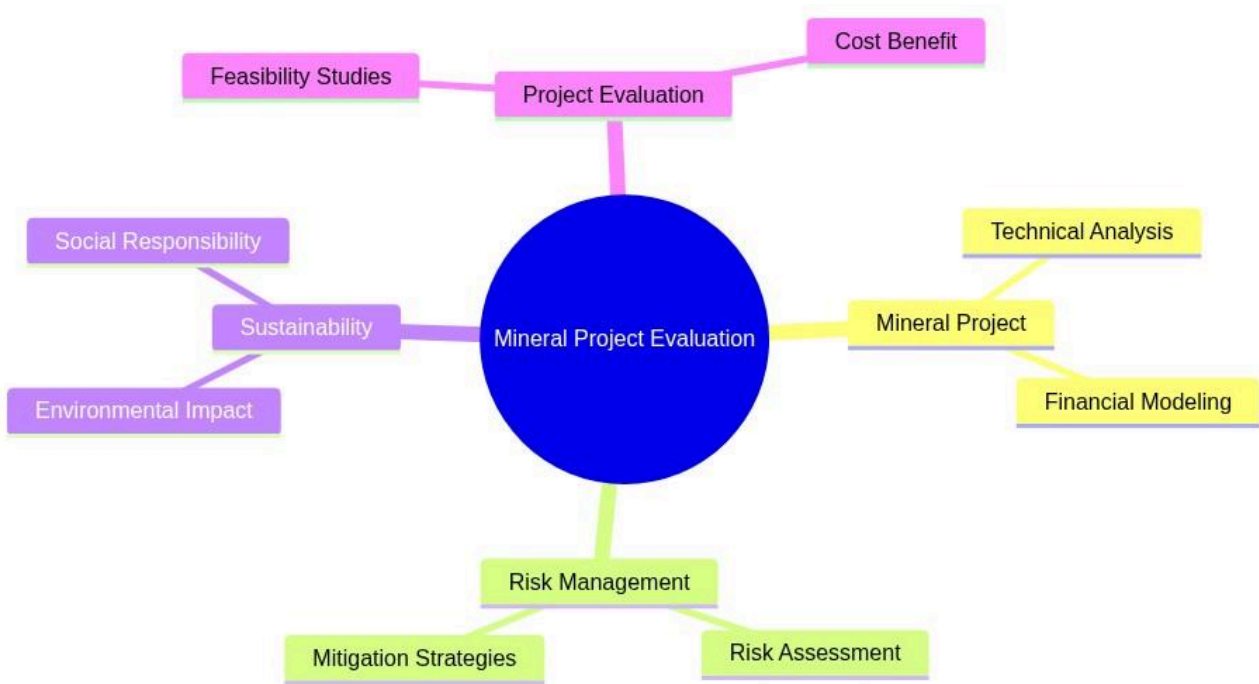 Cost Benefit
Feasibility Studies
Project Evaluation
Social Responsibility
Technical Analysis
Sustainability
Mineral Project Evaluation
Mineral Project
Environmental Impact
Financial Modeling
Risk Management
Mitigation Strategies
Risk Assessment